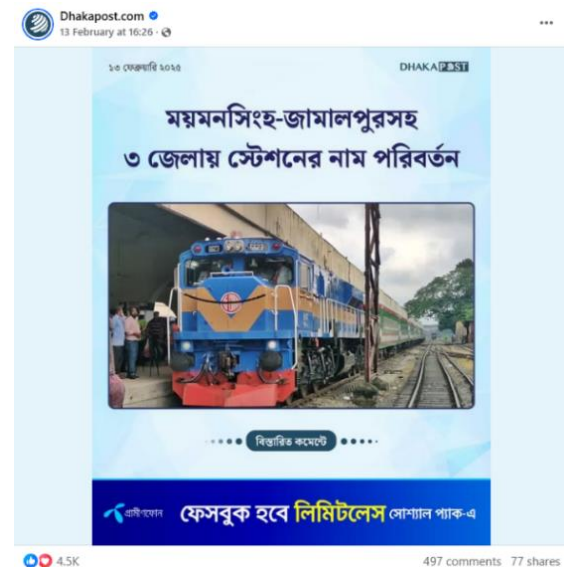 Dhakapost.com
13 February at 16:26
১৩ ফেব্রুয়ারি ২০২৫
DHAKA POST
ময়মনসিংহ-জামালপুরসহ
৩ জেলায় স্টেশনের নাম পরিবর্তন
বিস্তারিত কমেন্টে
গ্রামীণফোন ফেসবুক হবে লিমিটলেস সোশ্যাল প্যাক-এ
4.5K 497 comments 77 shares